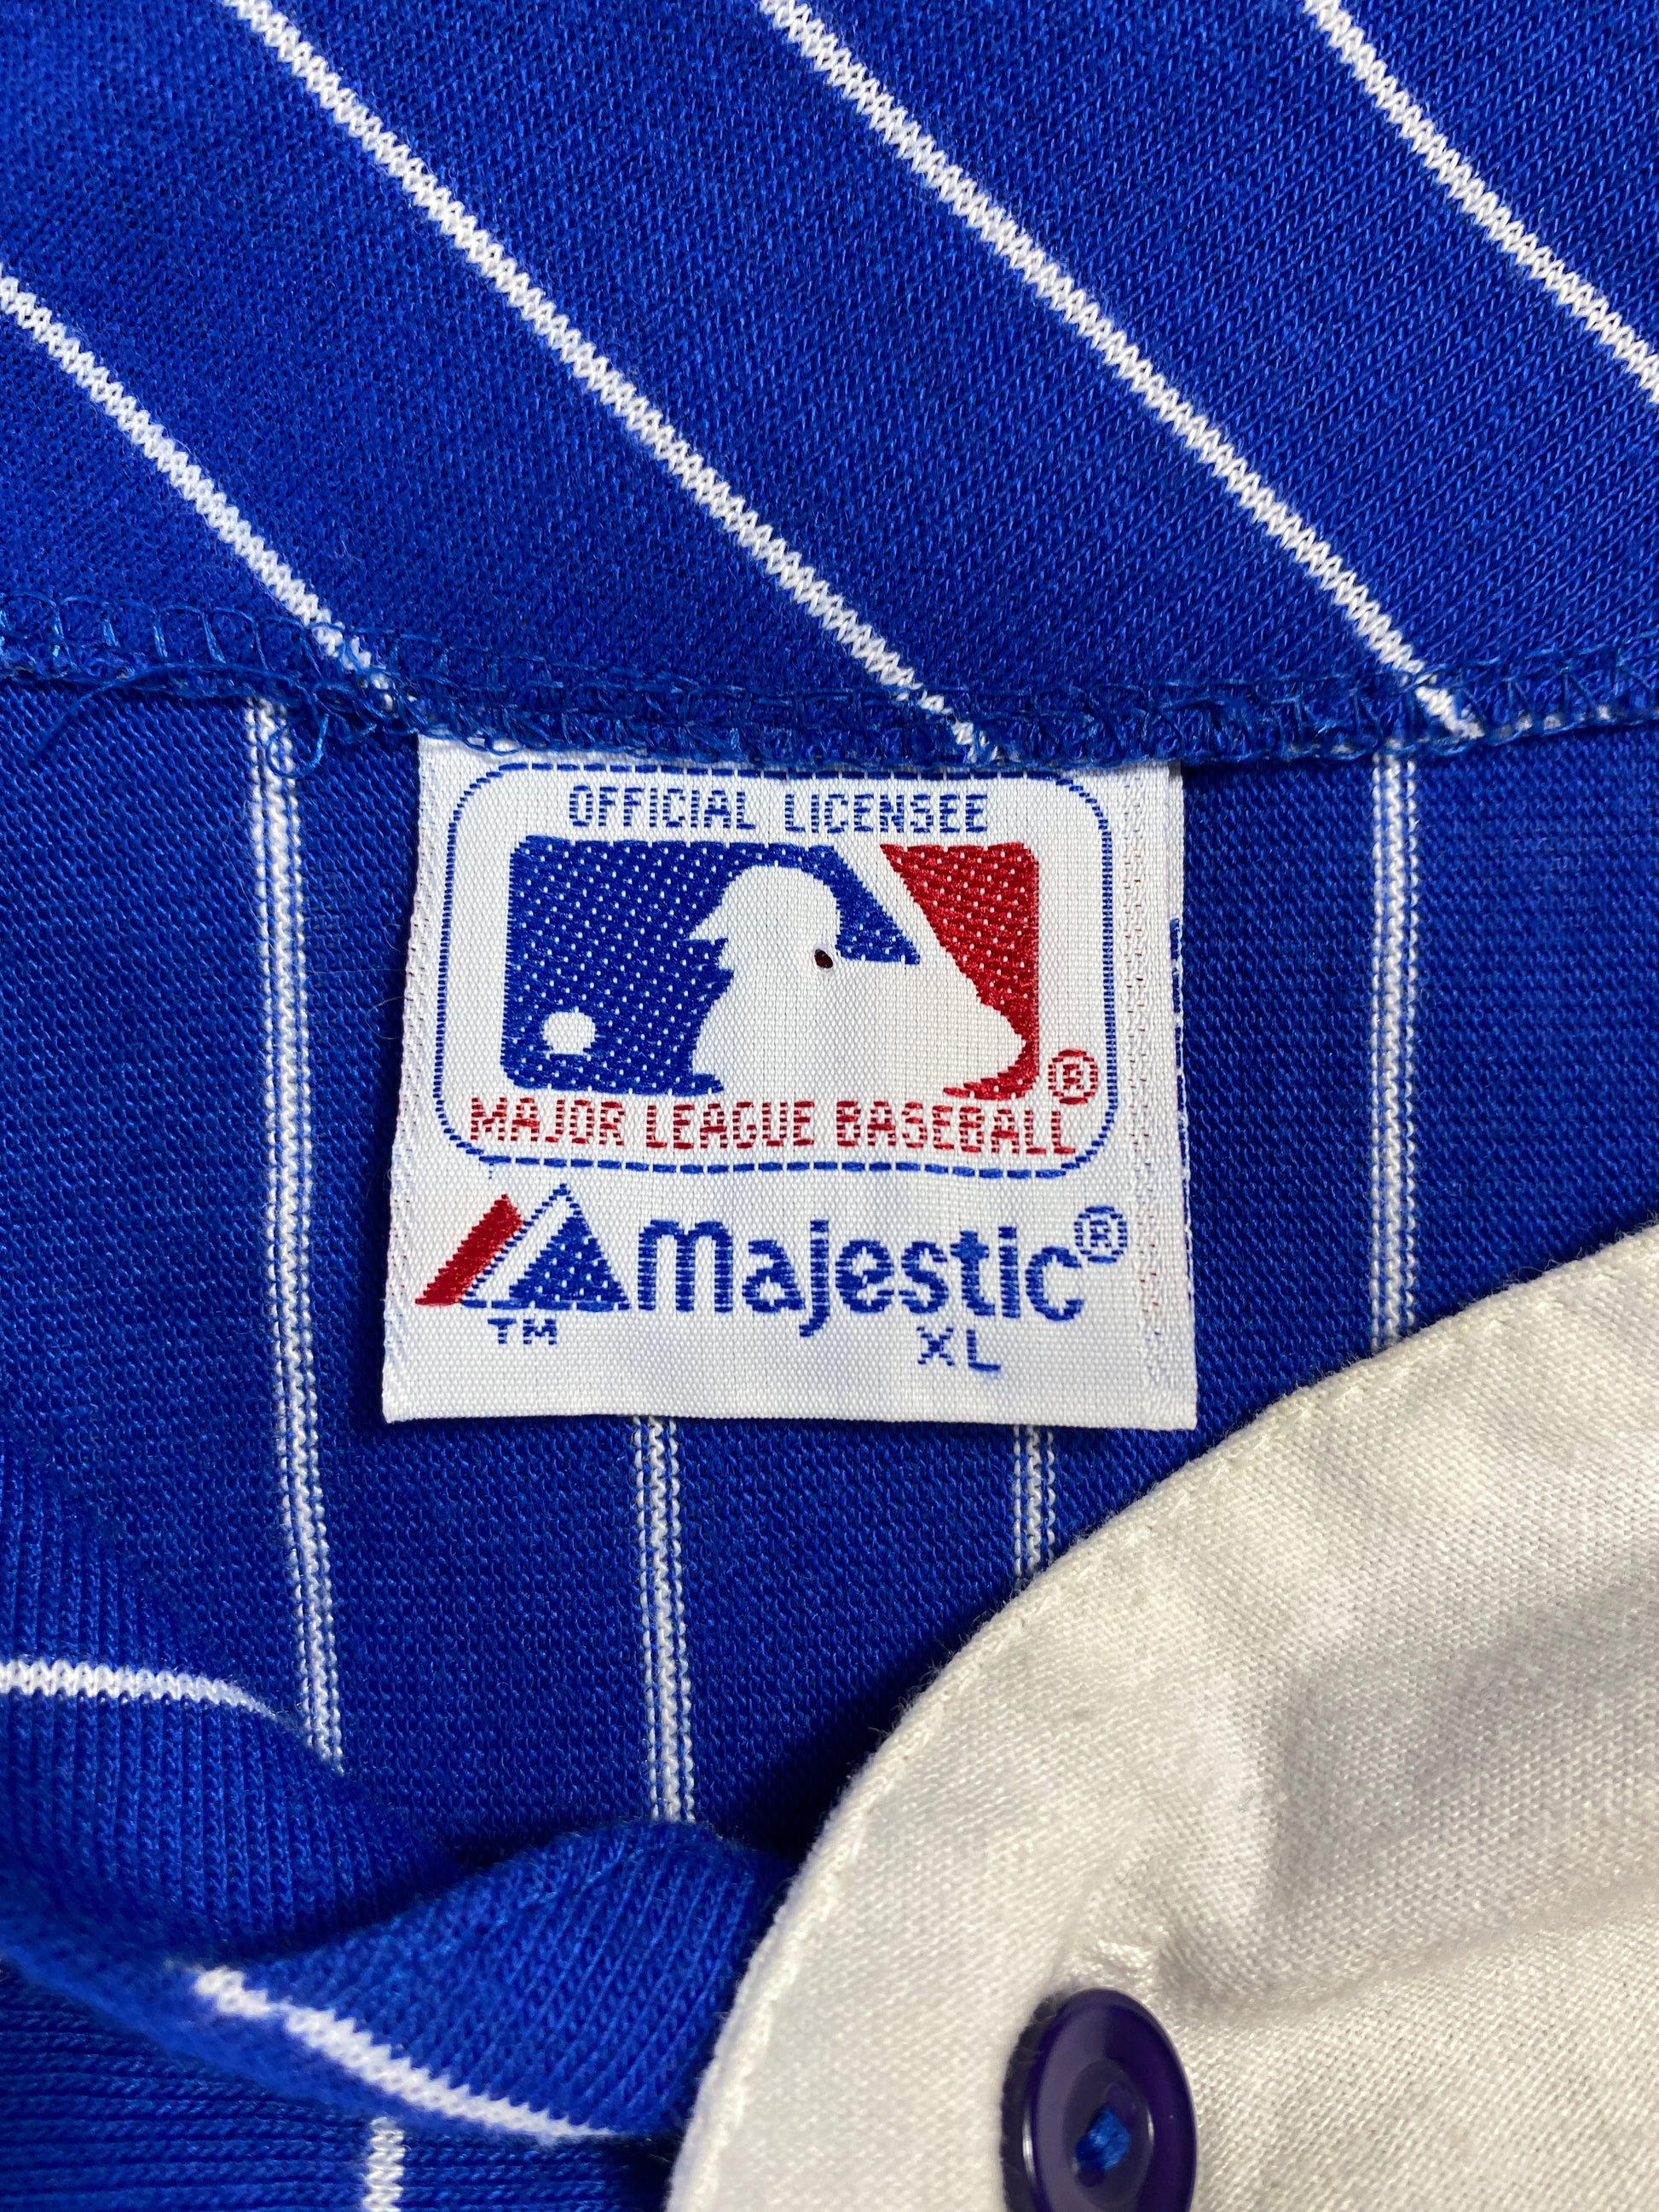 OFFICIAL LICENSEE
®
MAJOR LEAGUE BASEBALL
majestic®
TM XL